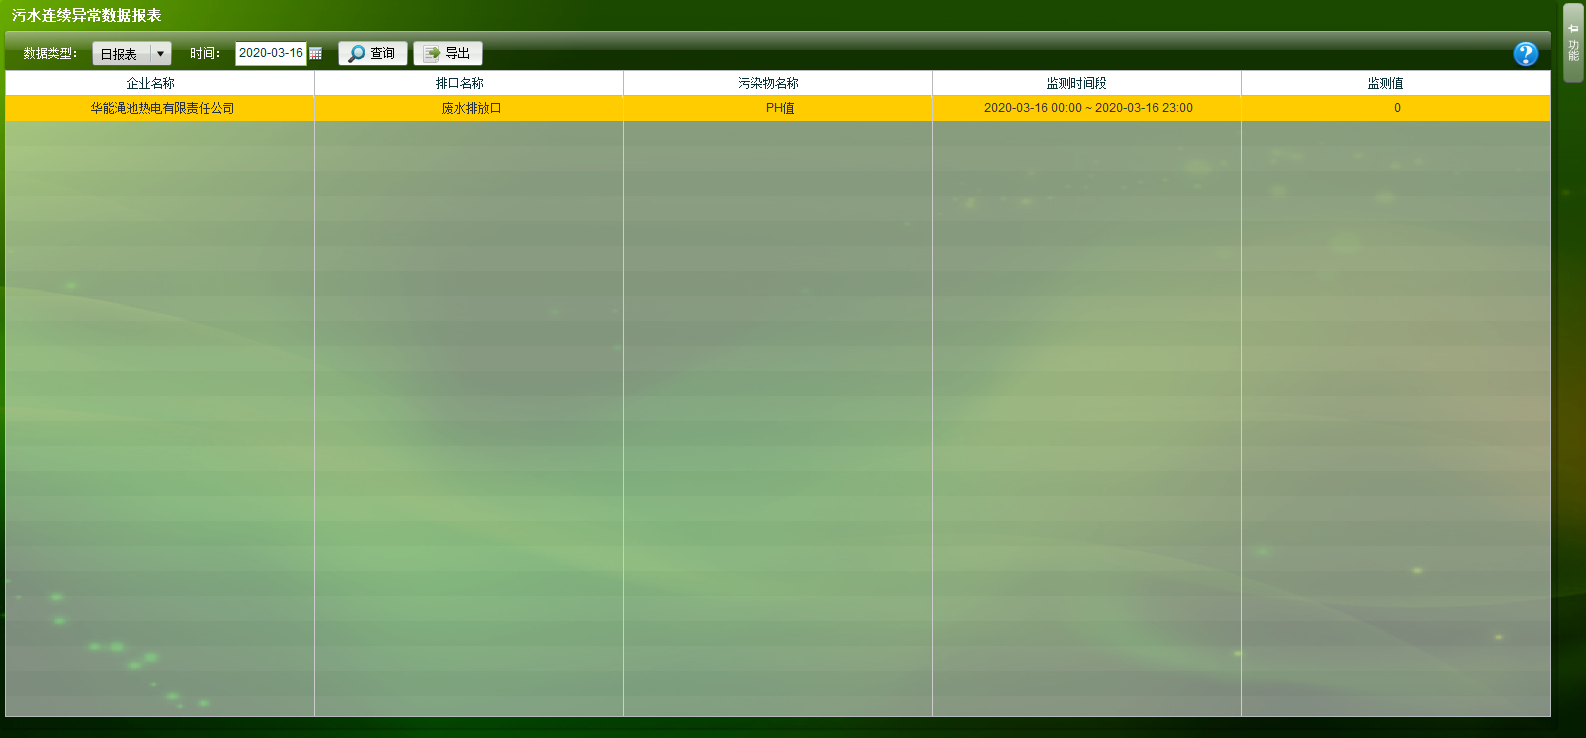 污水连续异常数据报表
数据类型： 日报表 时间： 2020-03-16 查询 导出
功能
企业名称 排口名称 污染物名称 监测时间段 监测值
华能渑池热电有限责任公司 废水排放口 PH值 2020-03-16 00:00 ~ 2020-03-16 23:00 0